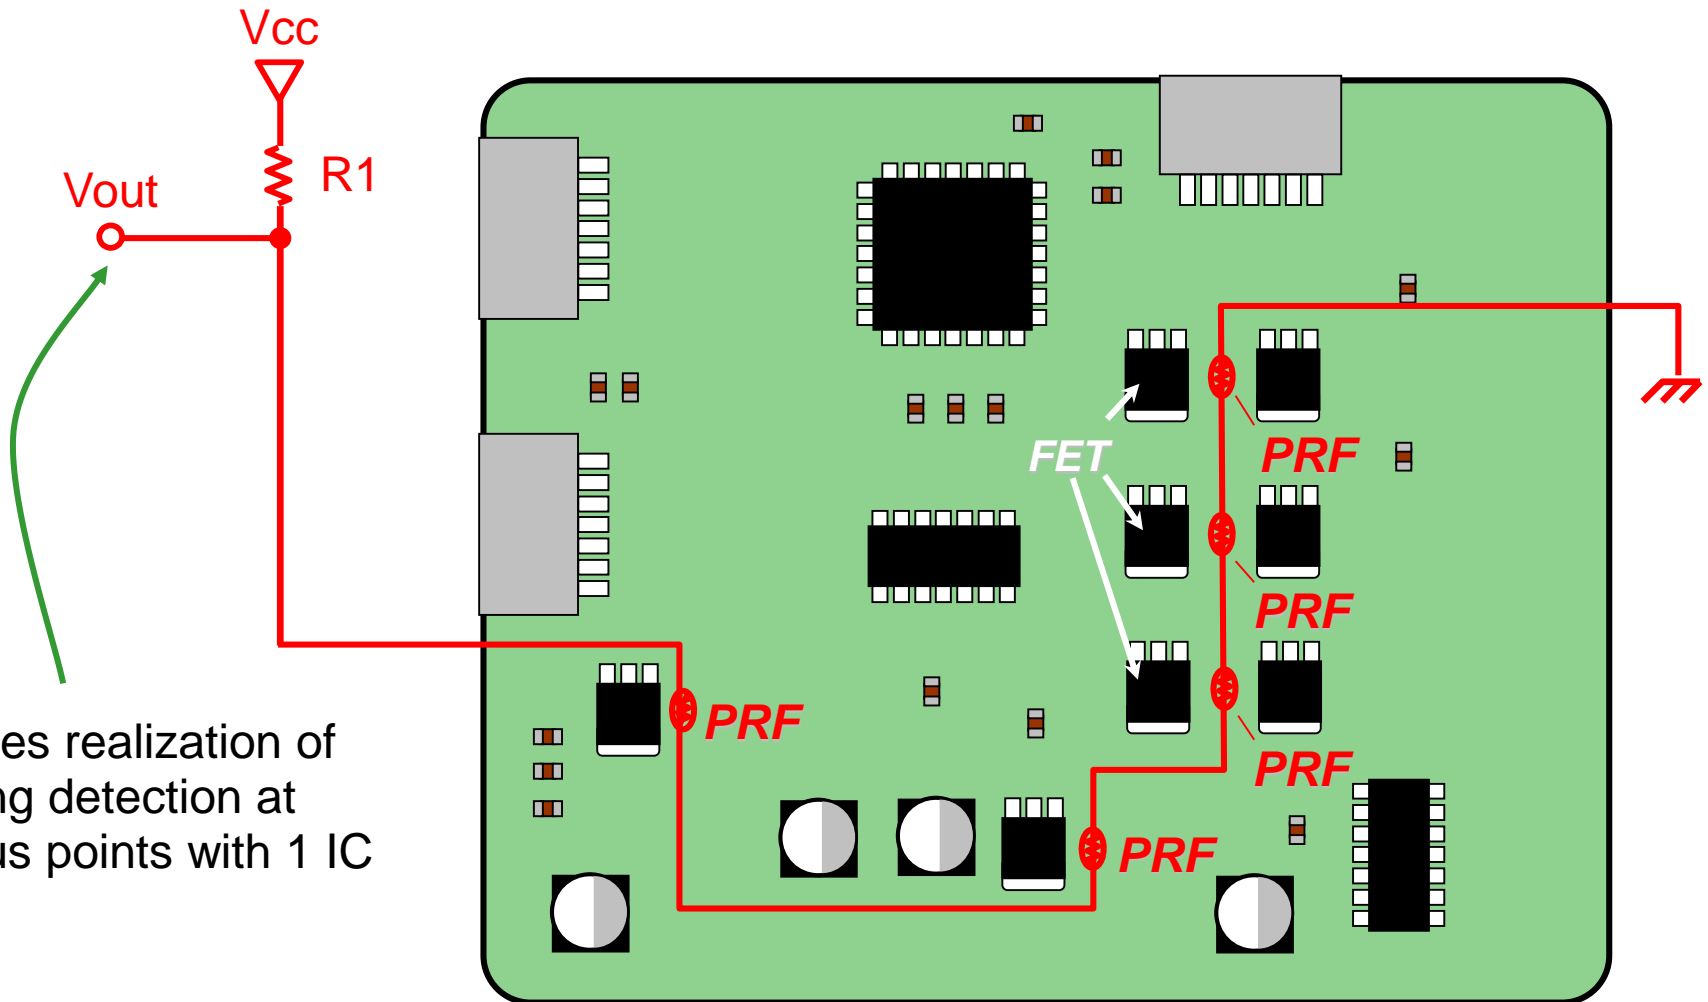 Vcc
R1
Vout
FET
PRF
PRF
PRF
PRF
PRF
es realization of
ng detection at
us points with 1 IC